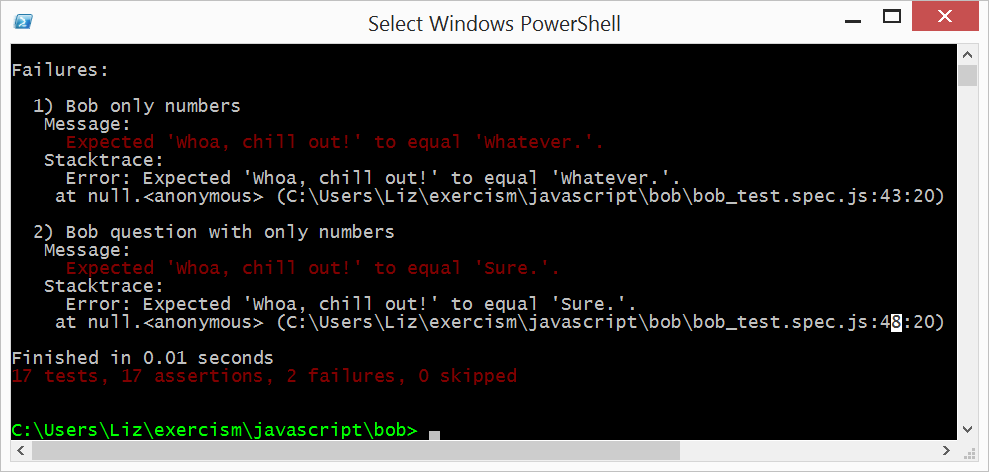 Select Windows PowerShell
Failures:
1) Bob only numbers
Message:
Expected 'Whoa, chill out!' to equal 'Whatever.'.
Stacktrace:
Error: Expected 'Whoa, chill out!' to equal 'Whatever.'.
at null.<anonymous> (C:\Users\Liz\exercism\javascript\bob\bob_test.spec.js:43:20)
2) Bob question with only numbers
Message:
Expected 'Whoa, chill out!' to equal 'Sure.'.
Stacktrace:
Error: Expected 'Whoa, chill out!' to equal 'Sure.'.
at null.<anonymous> (C:\Users\Liz\exercism\javascript\bob\bob_test.spec.js:48:20)
Finished in 0.01 seconds
17 tests, 17 assertions, 2 failures, 0 skipped
C:\Users\Liz\exercism\javascript\bob>